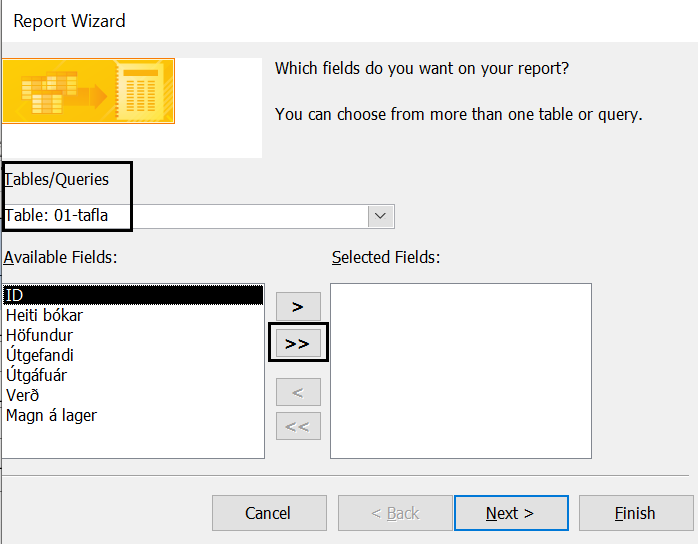 Report Wizard
Which fields do you want on your report?
You can choose from more than one table or query.
Tables/Queries
Table: 01-tafla
Available Fields:
Selected Fields:
ID
Heiti bókar
Höfundur
Útgefandi
Útgáfuár
Verð
Magn á lager
>
>>
<
<<
Cancel
< Back
Next >
Finish